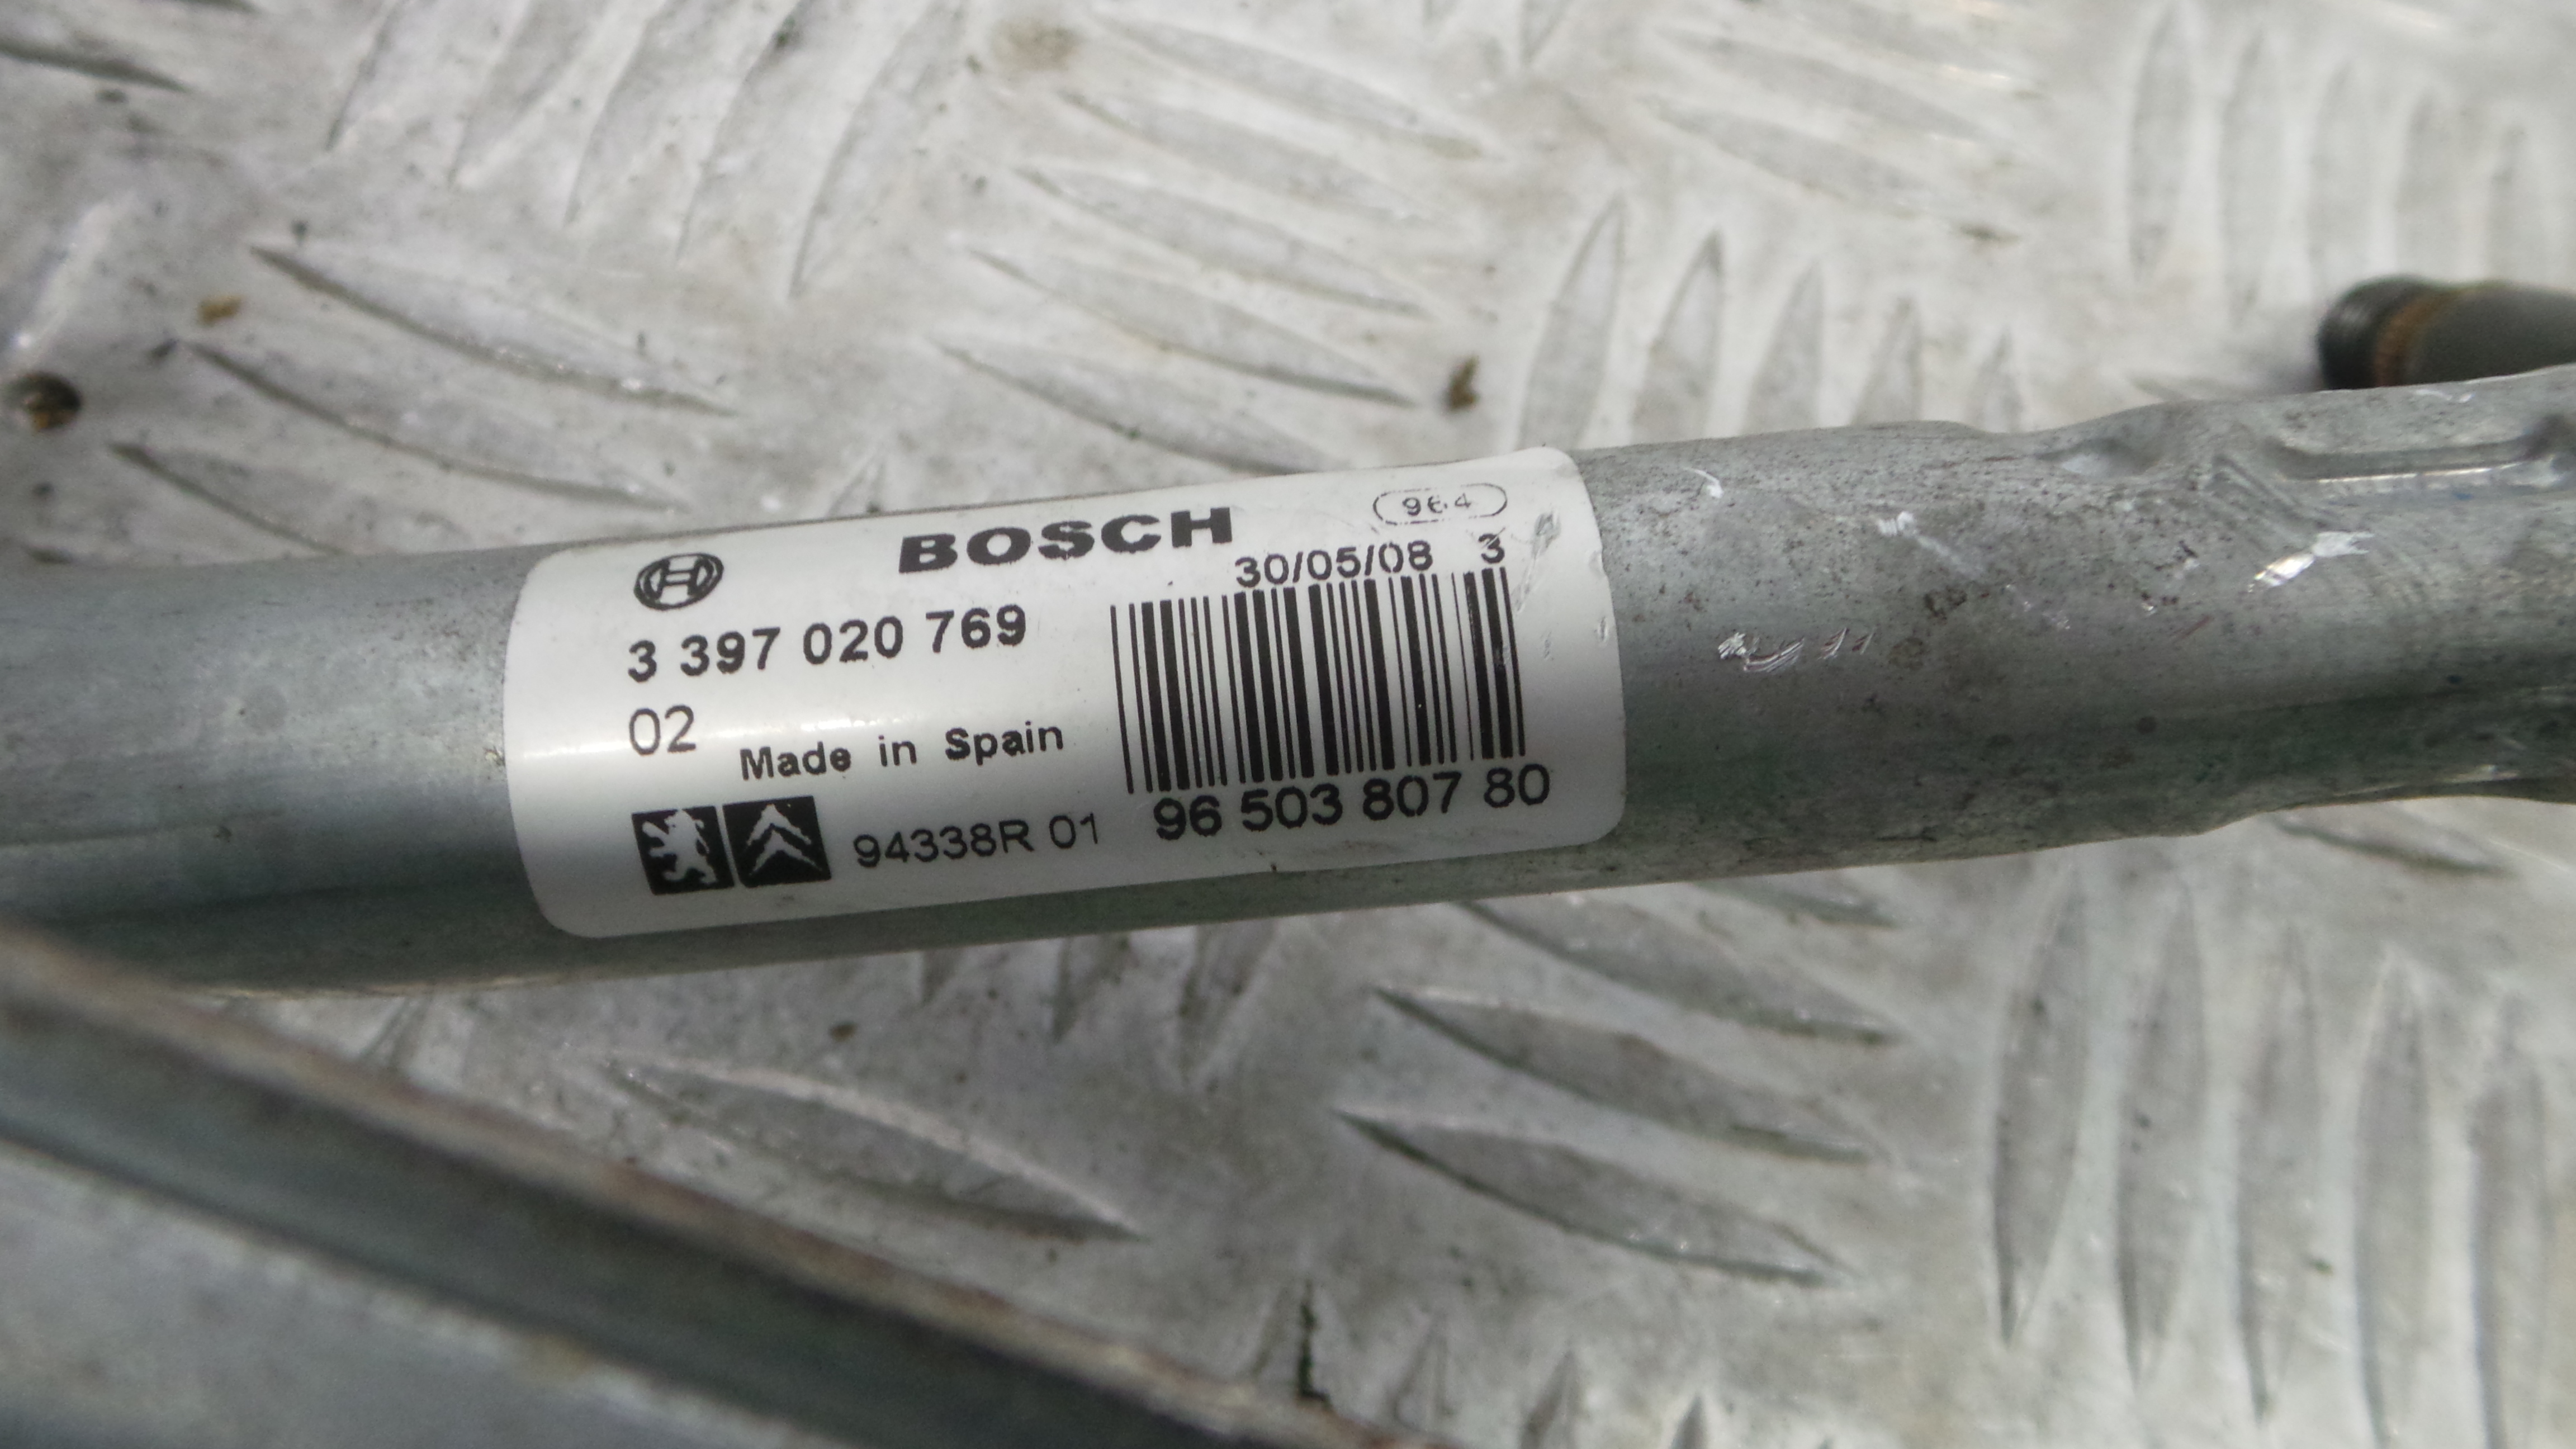 BOSCH
964
30/05/08 3
3 397 020 769
02
Made in Spain
94338R 01
96 503 807 80